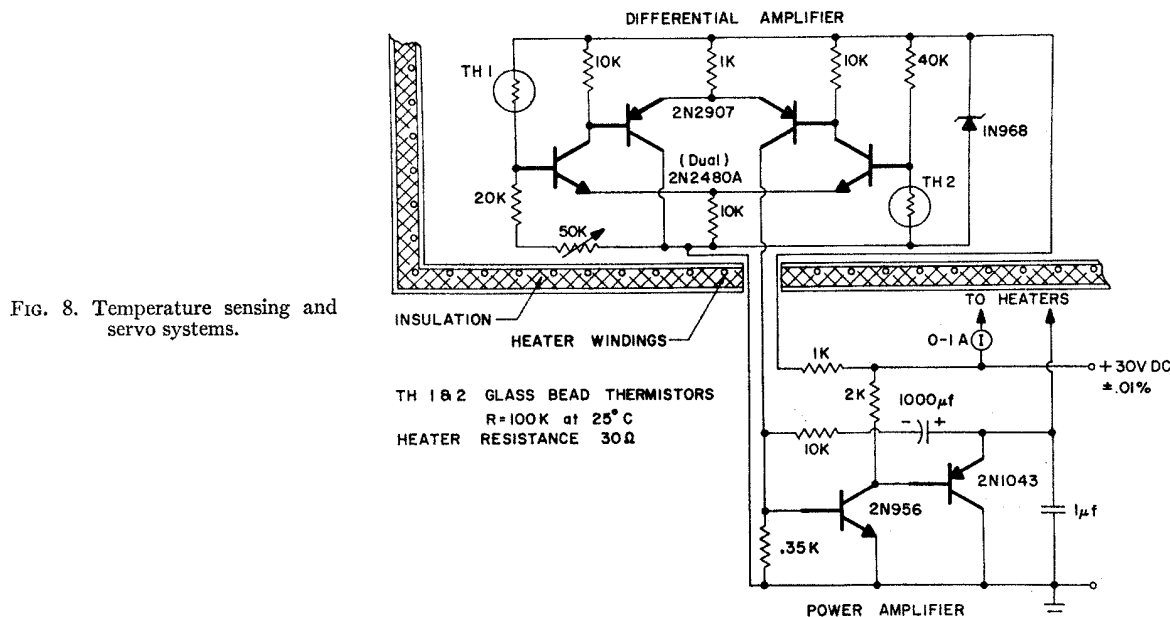 DIFFERENTIAL AMPLIFIER
TH 1
10K
1K
10K
40K
2N2907
1N968
(Dual)
2N2480A
TH 2
20K
10K
50K
FIG. 8. Temperature sensing and
servo systems.
INSULATION
HEATER WINDINGS
TO HEATERS
0-1 A
I
1K
+ 30V DC
±.01%
2K
1000μf
- +
TH 1 & 2 GLASS BEAD THERMISTORS
R=100K at 25°C
HEATER RESISTANCE 30Ω
10K
2N1043
2N956
1μf
.35K
POWER AMPLIFIER